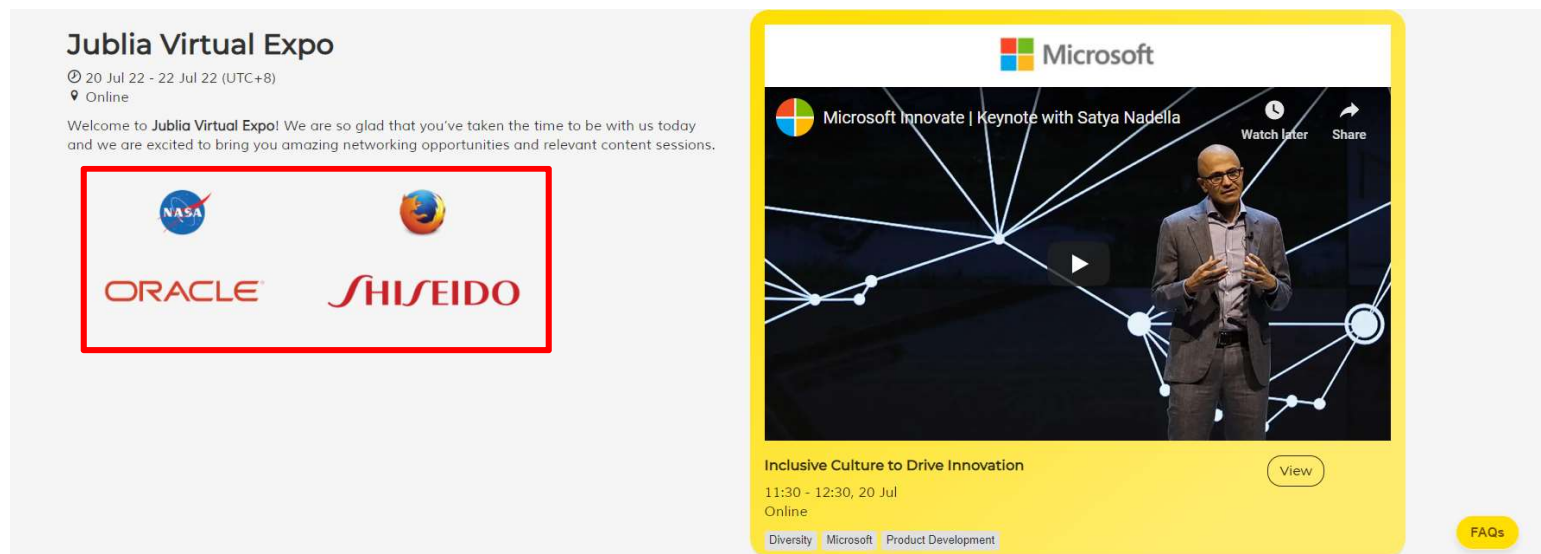 Jublia Virtual Expo
20 Jul 22 - 22 Jul 22 (UTC+8)
Online
Welcome to Jublia Virtual Expo! We are so glad that you've taken the time to be with us today
and we are excited to bring you amazing networking opportunities and relevant content sessions.
NASA
ORACLE
SHISEIDO
Microsoft
Microsoft Innovate | Keynote with Satya Nadella
Watch later
Share
Inclusive Culture to Drive Innovation
View
11:30 - 12:30, 20 Jul
Online
Diversity Microsoft Product Development
FAQs